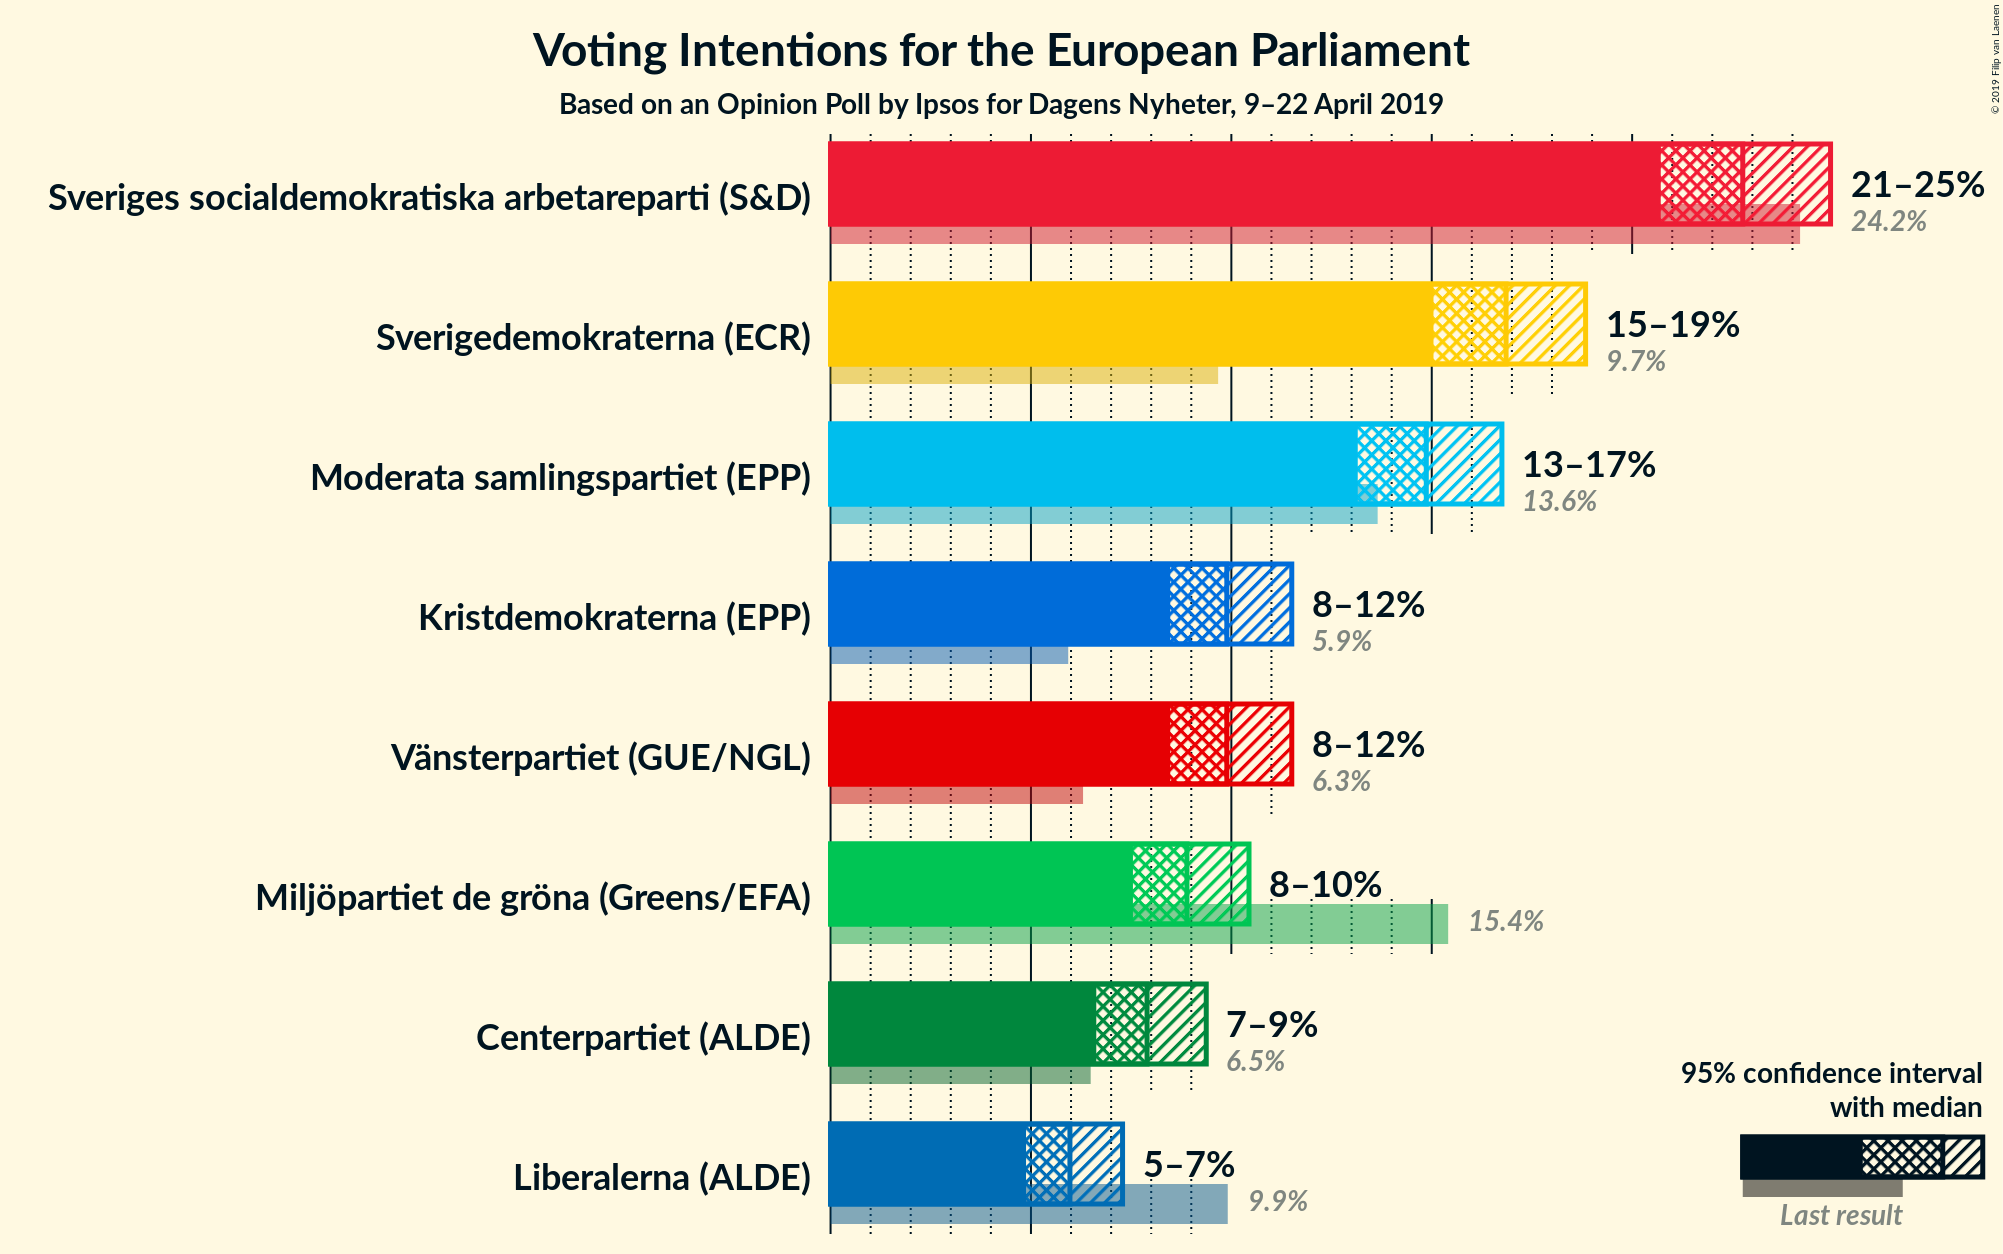 Voting Intentions for the European Parliament
Based on an Opinion Poll by Ipsos for Dagens Nyheter, 9–22 April 2019
© 2019 Filip van Laenen
Sveriges socialdemokratiska arbetareparti (S&D)
21–25%
24.2%
Sverigedemokraterna (ECR)
15–19%
9.7%
Moderata samlingspartiet (EPP)
13–17%
13.6%
Kristdemokraterna (EPP)
8–12%
5.9%
Vänsterpartiet (GUE/NGL)
8–12%
6.3%
Miljöpartiet de gröna (Greens/EFA)
8–10%
15.4%
Centerpartiet (ALDE)
7–9%
6.5%
Liberalerna (ALDE)
5–7%
9.9%
95% confidence interval
with median
Last result